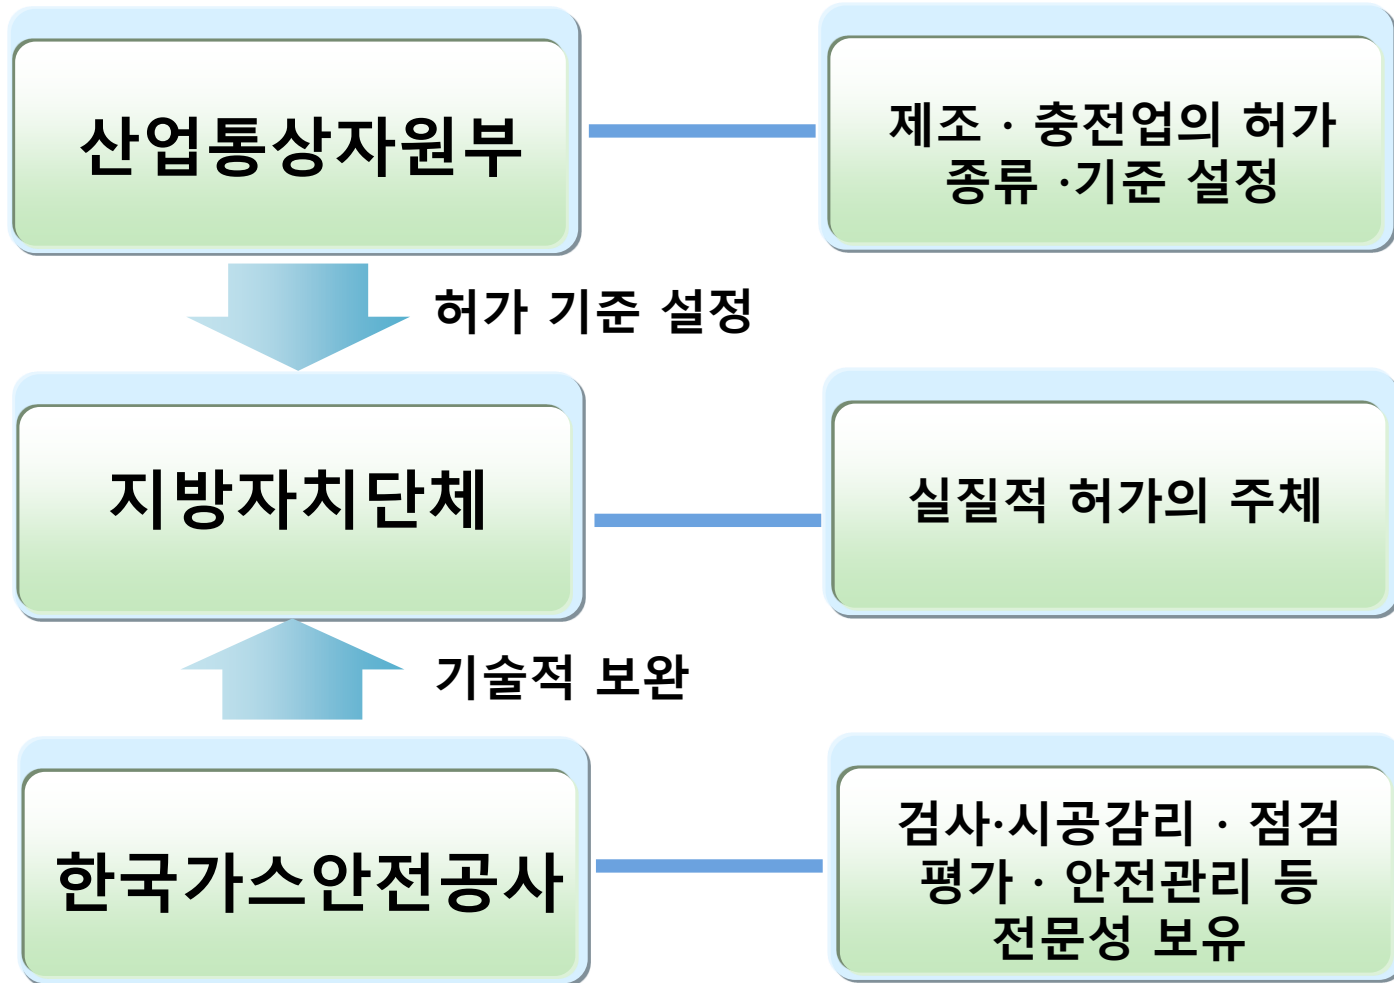 산업통상자원부
제조 · 충전업의 허가
종류 ·기준 설정
허가 기준 설정
지방자치단체
실질적 허가의 주체
기술적 보완
한국가스안전공사
검사·시공감리 · 점검
평가 · 안전관리 등
전문성 보유